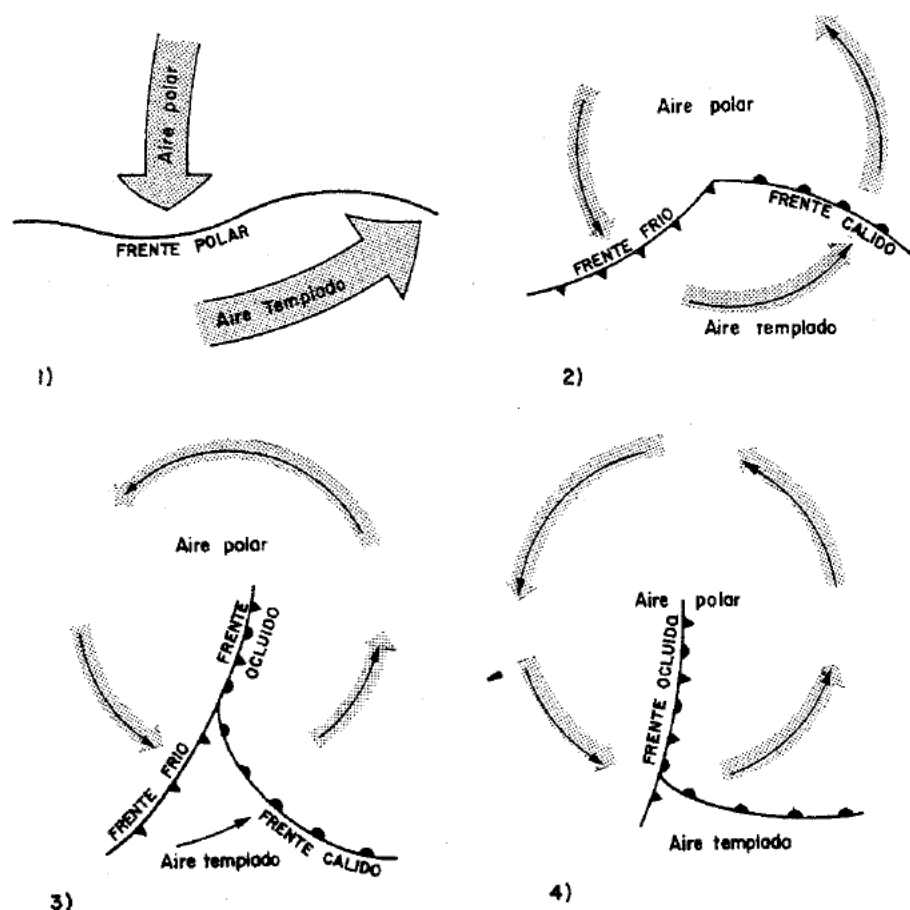 Aire polar
FRENTE POLAR
Aire Templado
1)
Aire polar
FRENTE FRIO
FRENTE CALIDO
Aire templado
2)
Aire polar
FRENTE
OCLUIDO
FRENTE FRIO
FRENTE CALIDO
Aire templado
3)
Aire polar
FRENTE OCLUIDO
Aire templado
4)